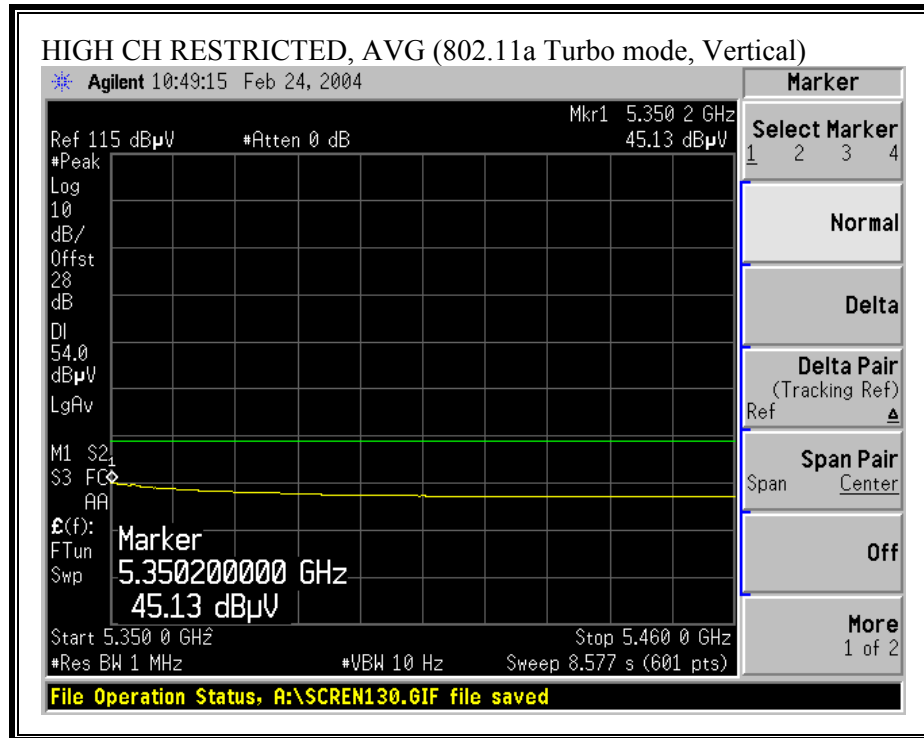 HIGH CH RESTRICTED, AVG (802.11a Turbo mode, Vertical)
Agilent 10:49:15 Feb 24, 2004
Marker
Mkr1 5.350 2 GHz
Ref 115 dBµV #Atten 0 dB 45.13 dBµV
#Peak
Log
10
dB/
Offst
28
dB
DI
54.0
dBµV
LgAv
M1 S2
S3 FC
AA
£(f):
FTun
Swp
1
Marker
5.350200000 GHz
45.13 dBµV
Start 5.350 0 GHz Stop 5.460 0 GHz
#Res BW 1 MHz #VBW 10 Hz Sweep 8.577 s (601 pts)
Select Marker
1 2 3 4
Normal
Delta
Delta Pair
(Tracking Ref)
Ref Δ
Span Pair
Span Center
Off
More
1 of 2
File Operation Status, A:\SCREN130.GIF file saved